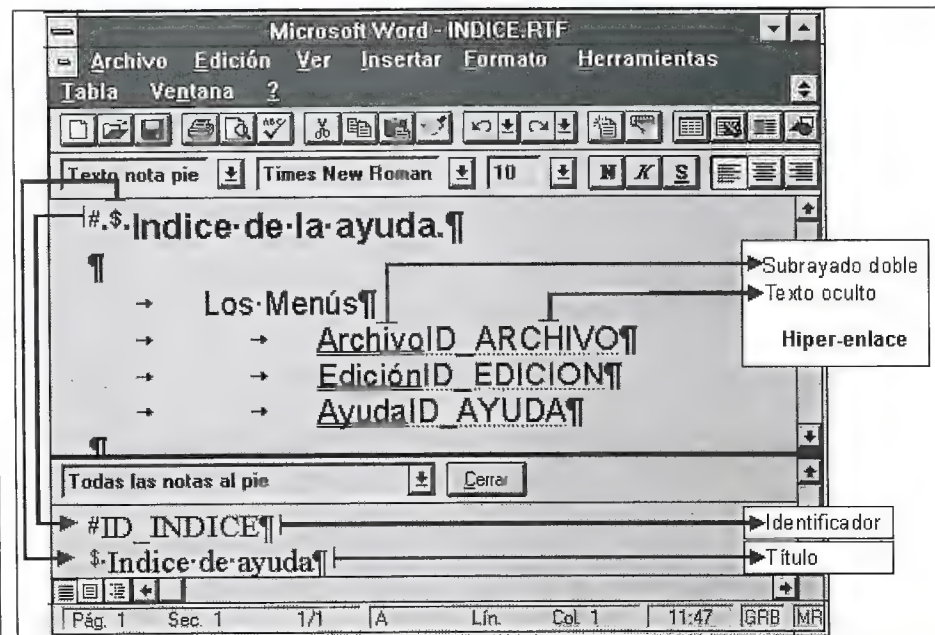 Microsoft Word - INDICE.RTF
Archivo Edición Ver Insertar Formato Herramientas
Tabla Ventana ?
Texto nota pie Times New Roman 10 N K S
#.$.Indice·de·la·ayuda.¶
¶
→ Los·Menús¶
→ → ArchivoID_ARCHIVO¶
→ → EdiciónID_EDICION¶
→ → AyudaID_AYUDA¶
¶
Subrayado doble
Texto oculto
Hiper-enlace
Todas las notas al pie Cerrar
#ID_INDICE¶
Identificador
$·Indice·de·ayuda¶
Título
Pág. 1 Sec. 1 1/1 A Lín. Col. 1 11:47 GRB MR